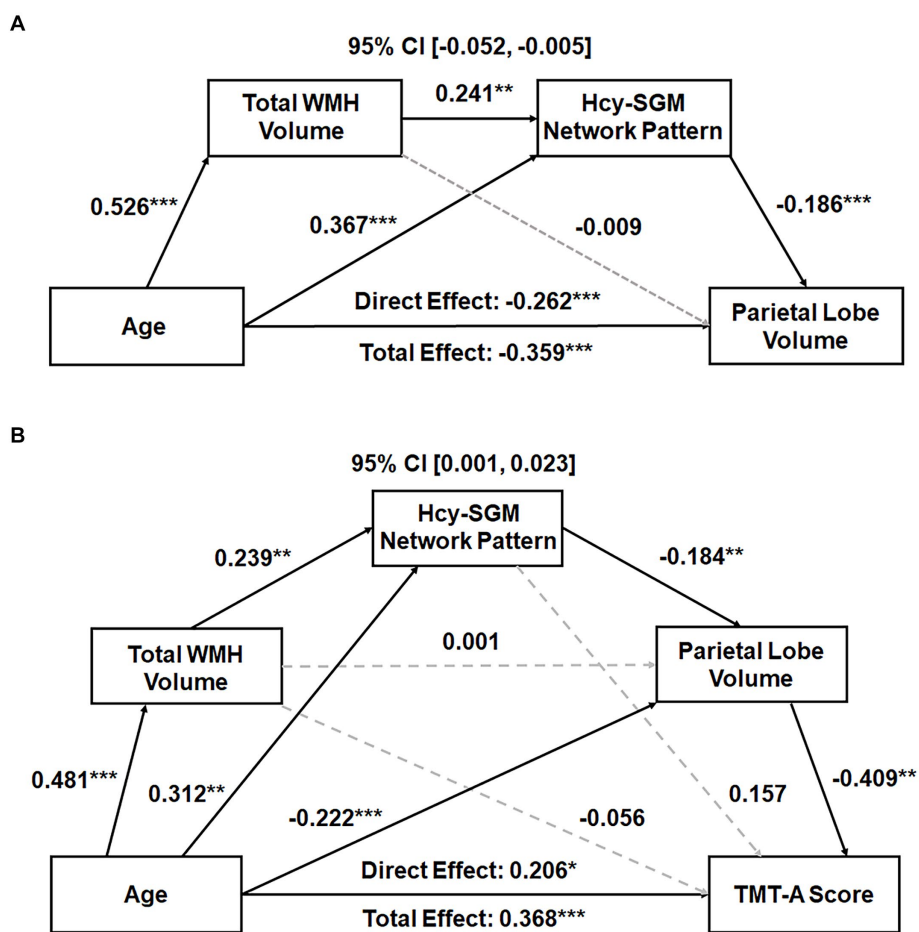 A
95% CI [-0.052, -0.005]
Total WMH
Volume
0.241**
Hcy-SGM
Network Pattern
0.526***
0.367***
-0.009
-0.186***
Age
Direct Effect: -0.262***
Total Effect: -0.359***
Parietal Lobe
Volume
B
95% CI [0.001, 0.023]
Hcy-SGM
Network Pattern
0.239**
-0.184**
Total WMH
Volume
0.001
Parietal Lobe
Volume
0.481***
0.312**
-0.222***
-0.056
0.157
-0.409**
Age
Direct Effect: 0.206*
Total Effect: 0.368***
TMT-A Score